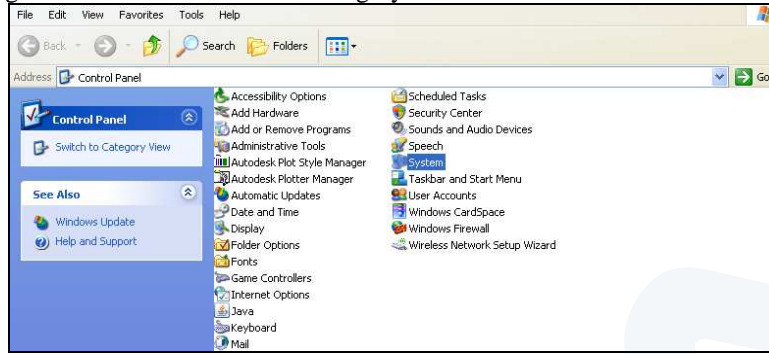 File Edit View Favorites Tools Help
Back Search Folders
Address Control Panel Go
Control Panel
Switch to Category View
See Also
Windows Update
Help and Support
Accessibility Options
Add Hardware
Add or Remove Programs
Administrative Tools
Autodesk Plot Style Manager
Autodesk Plotter Manager
Automatic Updates
Date and Time
Display
Folder Options
Fonts
Game Controllers
Internet Options
Java
Keyboard
Mail
Scheduled Tasks
Security Center
Sounds and Audio Devices
Speech
System
Taskbar and Start Menu
User Accounts
Windows CardSpace
Windows Firewall
Wireless Network Setup Wizard